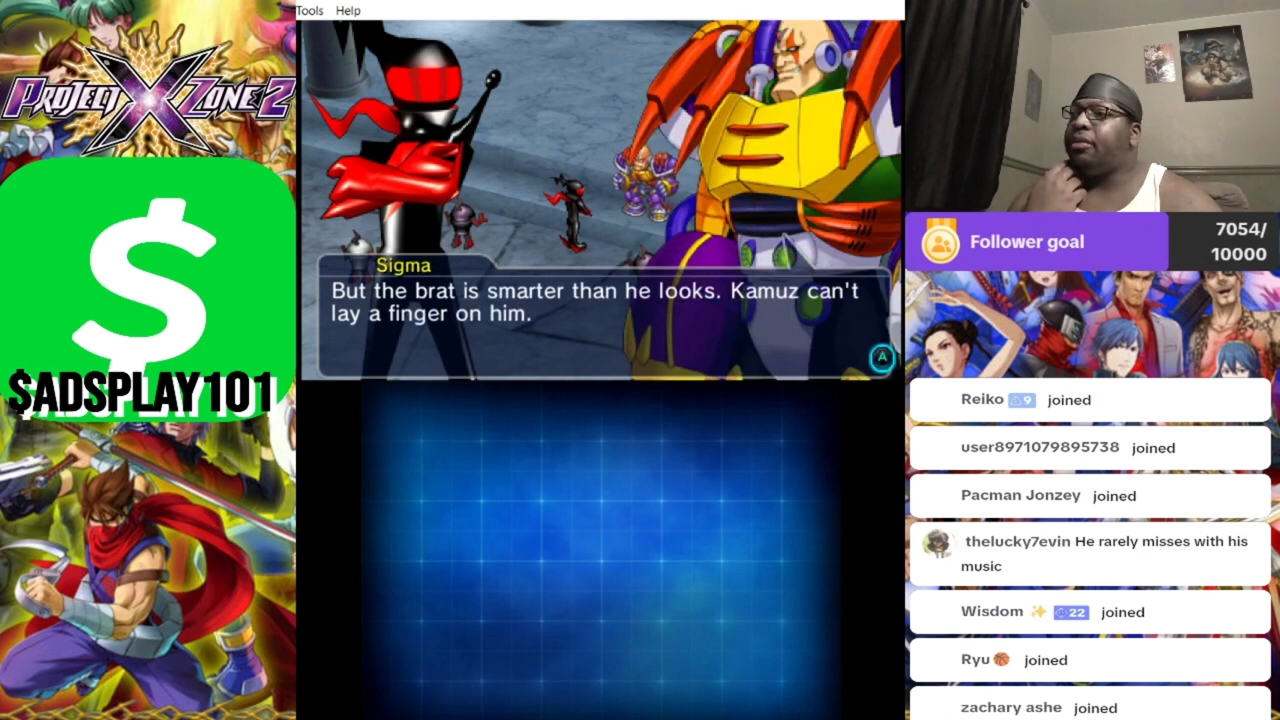 Tools Help
PROJECT X ZONE 2
$
$ADSPLAY101
Sigma
But the brat is smarter than he looks. Kamuz can't
lay a finger on him.
A
Follower goal
7054/
10000
Reiko 9 joined
user8971079895738 joined
Pacman Jonzey joined
thelucky7evin He rarely misses with his
music
Wisdom ✨ 22 joined
Ryu 🏀 joined
zachary ashe joined